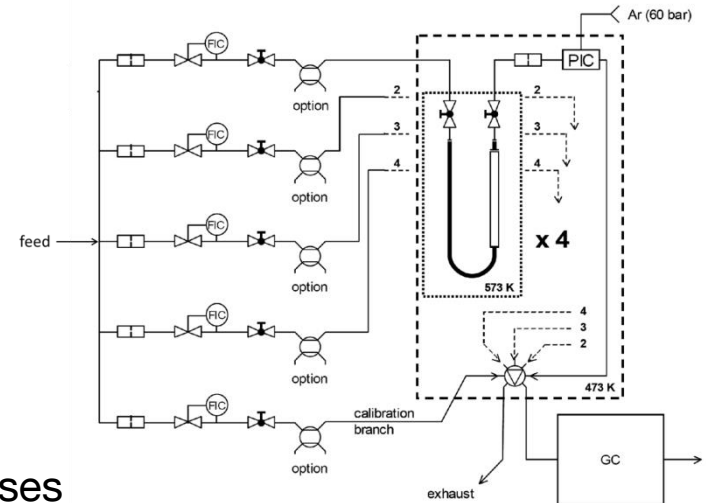 Ar (60 bar)
FIC
PIC
option
2
2
FIC
3
3
option
4
4
FIC
feed
x 4
option
573 K
FIC
4
3
option
2
473 K
FIC
calibration
branch
option
GC
ses
exhaust